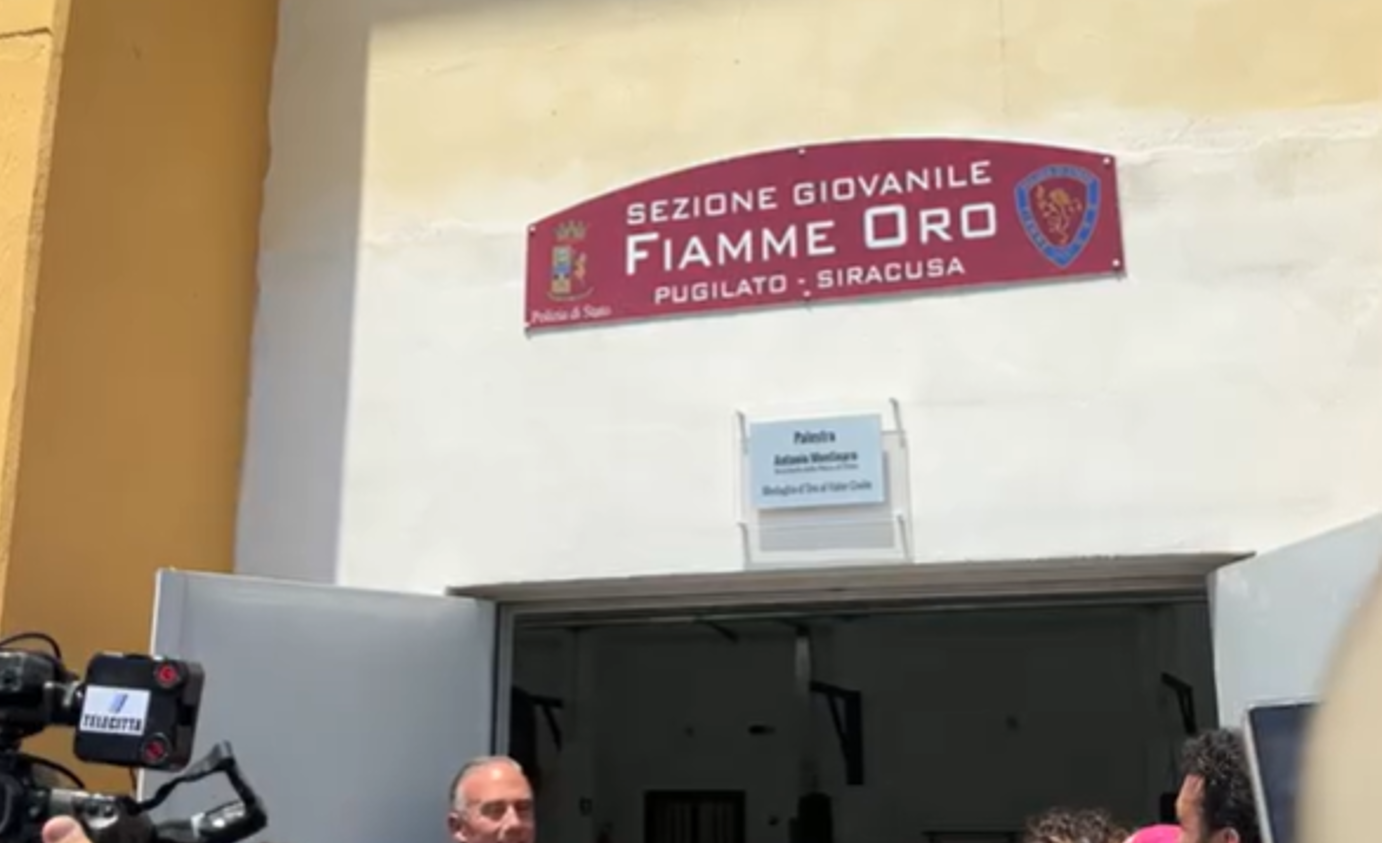 SEZIONE GIOVANILE
FIAMME ORO
PUGILATO - SIRACUSA
Polizia di Stato
Palestra
Antonio Montinaro
Medaglia d'Oro al Valor Civile
TELECITTA